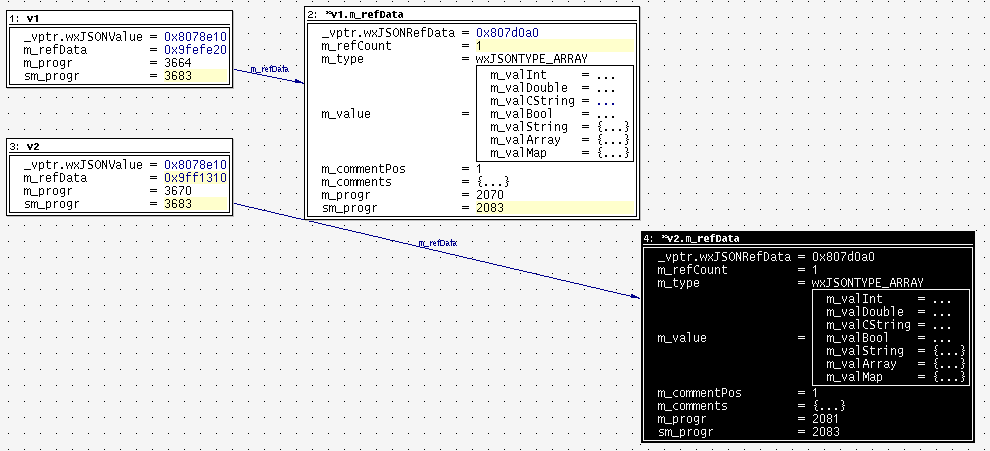 1: v1
_vptr.wxJSONValue = 0x8078e10
m_refData = 0x9fefe20
m_progr = 3664
sm_progr = 3683
m_refData
2: *v1.m_refData
_vptr.wxJSONRefData = 0x807d0a0
m_refCount = 1
m_type = wxJSONTYPE_ARRAY
m_valInt = ...
m_valDouble = ...
m_valCString = ...
m_value = m_valBool = ...
m_valString = {...}
m_valArray = {...}
m_valMap = {...}
m_commentPos = 1
m_comments = {...}
m_progr = 2070
sm_progr = 2083
3: v2
_vptr.wxJSONValue = 0x8078e10
m_refData = 0x9ff1310
m_progr = 3670
sm_progr = 3683
m_refData
4: *v2.m_refData
_vptr.wxJSONRefData = 0x807d0a0
m_refCount = 1
m_type = wxJSONTYPE_ARRAY
m_valInt = ...
m_valDouble = ...
m_valCString = ...
m_value = m_valBool = ...
m_valString = {...}
m_valArray = {...}
m_valMap = {...}
m_commentPos = 1
m_comments = {...}
m_progr = 2081
sm_progr = 2083